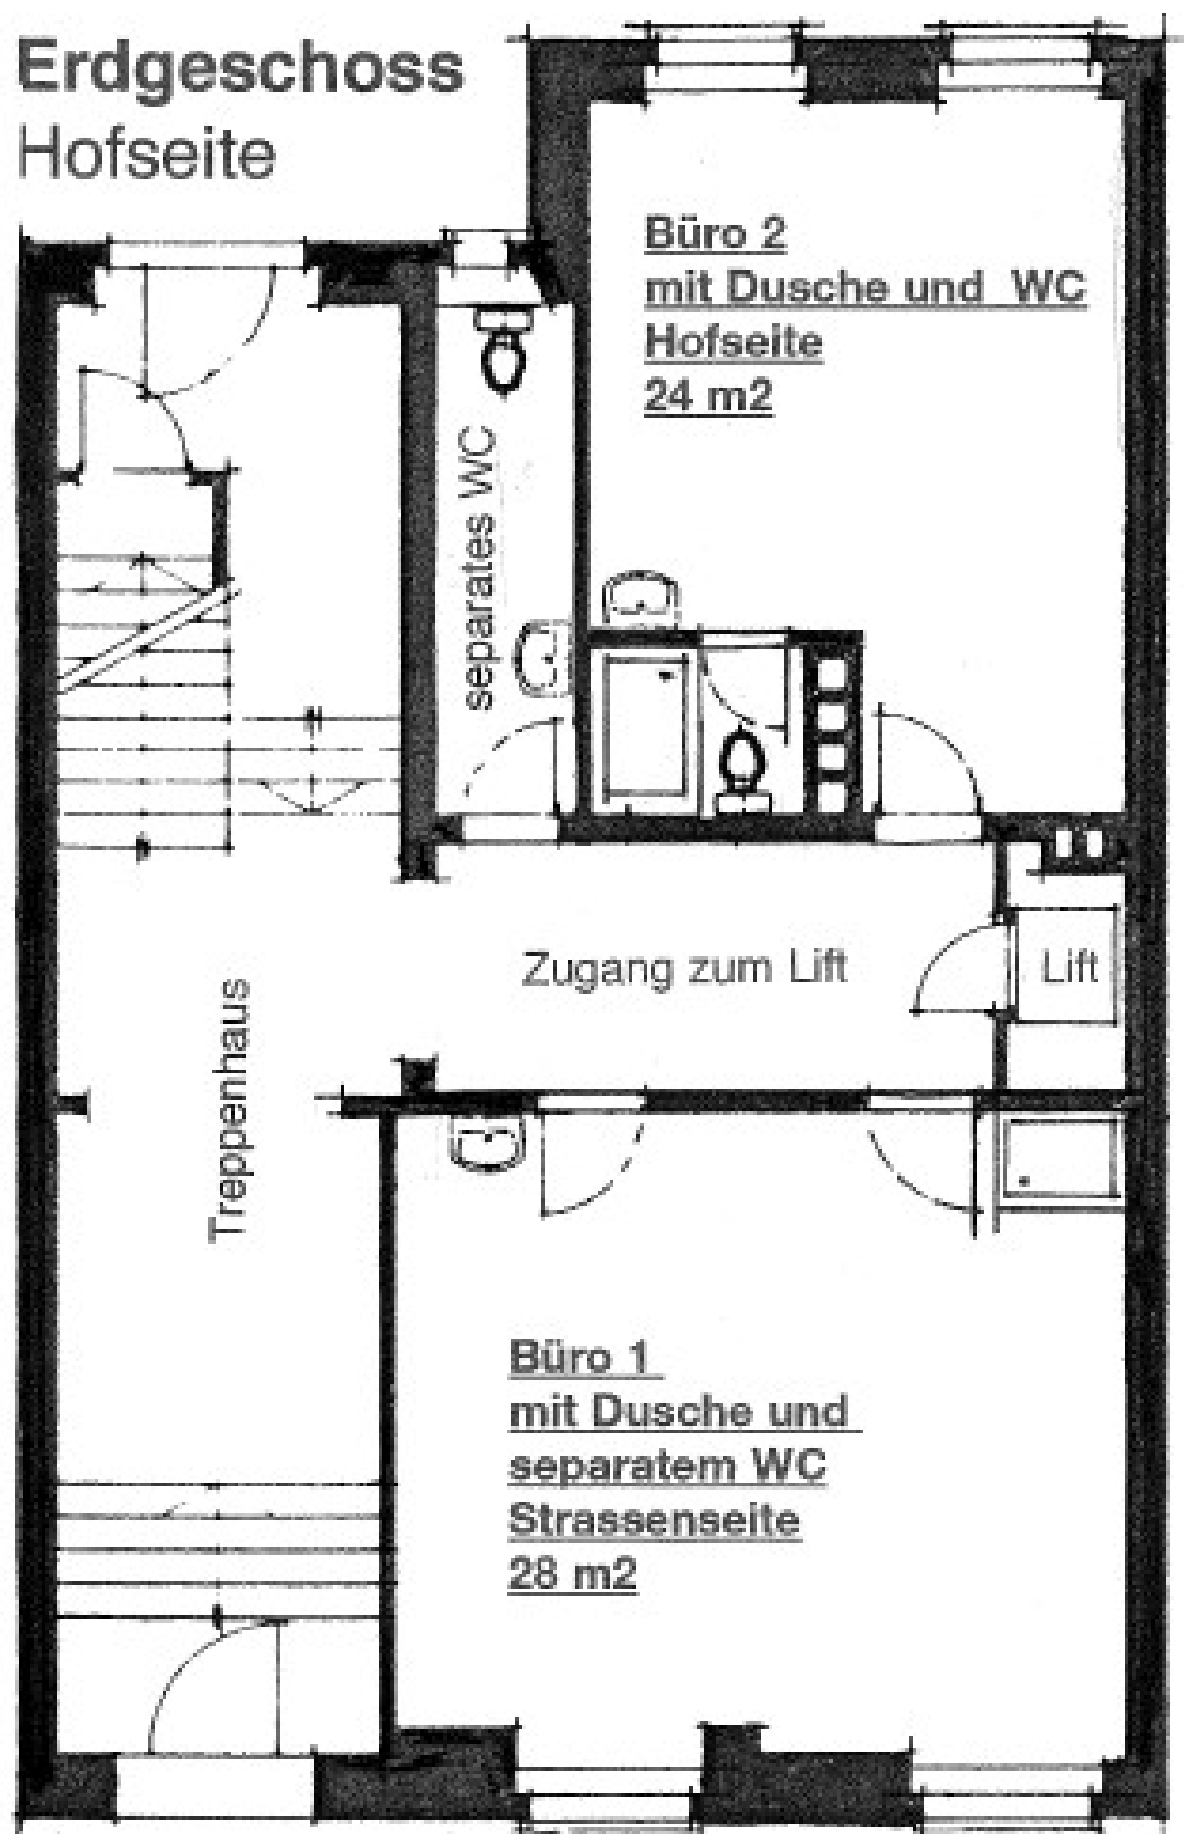 Erdgeschoss
Hofseite
Büro 2
mit Dusche und WC
Hofseite
24 m2
separates WC
Zugang zum Lift
Lift
Treppenhaus
Büro 1
mit Dusche und
separatem WC
Strassenseite
28 m2